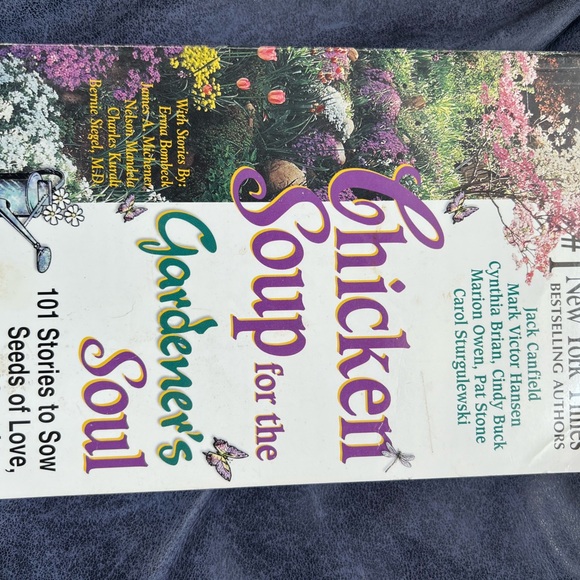 #1 New York Times
BESTSELLING AUTHORS
Jack Canfield
Mark Victor Hansen
Cynthia Brian, Cindy Buck
Marion Owen, Pat Stone
Carol Sturgulewski
Chicken
Soup for the
Gardener's
Soul
With Stories By:
Erma Bombeck
James A. Michener
Nelson Mandela
Charles Kuralt
Bernie Siegel, M.D.
101 Stories to Sow
Seeds of Love,